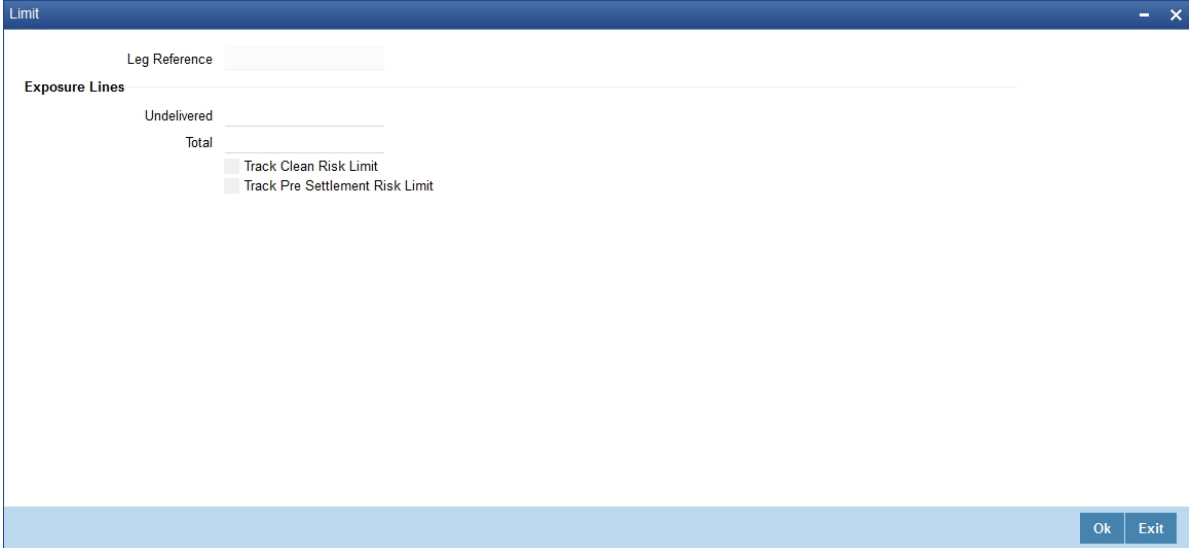 Limit
Leg Reference
Exposure Lines
Undelivered
Total
Track Clean Risk Limit
Track Pre Settlement Risk Limit
Ok Exit